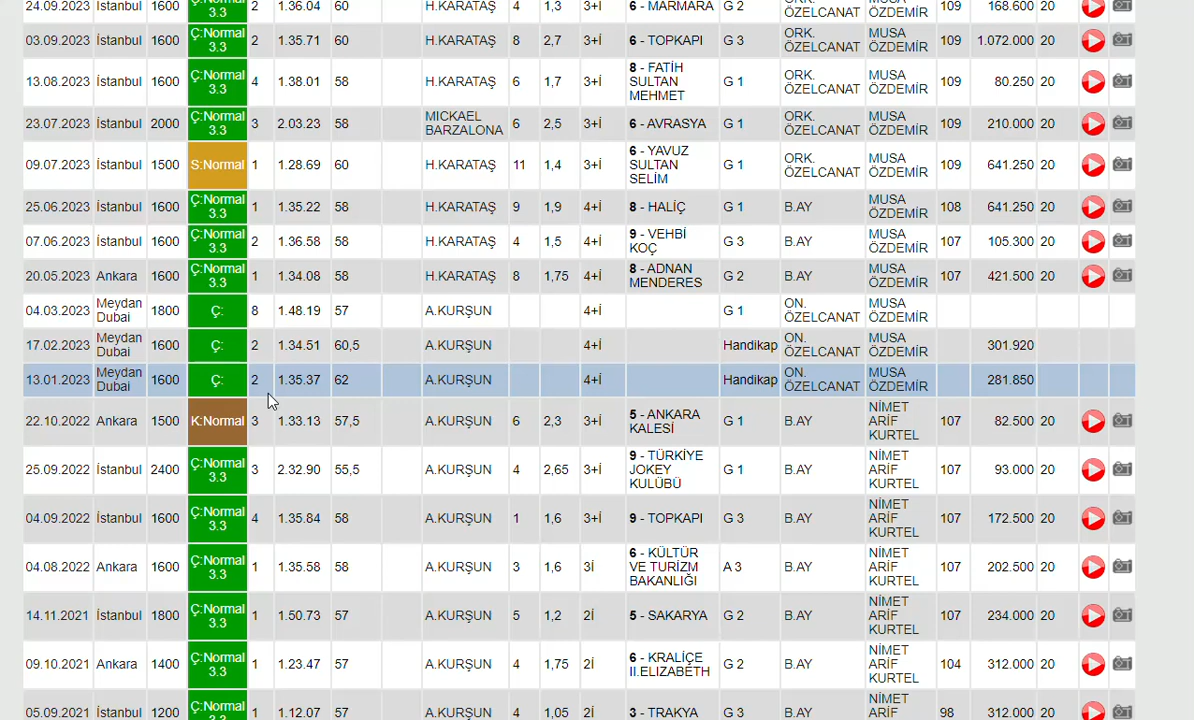 24.09.2023 İstanbul 1600 Ç:Normal 3.3 2 1.36.04 60 H.KARATAŞ 4 1,3 3+İ 6 - MARMARA G 2 ORK. ÖZELCANAT MUSA ÖZDEMİR 109 168.600 20
03.09.2023 İstanbul 1600 Ç:Normal 3.3 2 1.35.71 60 H.KARATAŞ 8 2,7 3+İ 6 - TOPKAPI G 3 ORK. ÖZELCANAT MUSA ÖZDEMİR 109 1.072.000 20
13.08.2023 İstanbul 1600 Ç:Normal 3.3 4 1.38.01 58 H.KARATAŞ 6 1,7 3+İ 8 - FATİH SULTAN MEHMET G 1 ORK. ÖZELCANAT MUSA ÖZDEMİR 109 80.250 20
23.07.2023 İstanbul 2000 Ç:Normal 3.3 3 2.03.23 58 MICKAEL BARZALONA 6 2,5 3+İ 6 - AVRASYA G 1 ORK. ÖZELCANAT MUSA ÖZDEMİR 109 210.000 20
09.07.2023 İstanbul 1500 S:Normal 1 1.28.69 60 H.KARATAŞ 11 1,4 3+İ 6 - YAVUZ SULTAN SELİM G 1 ORK. ÖZELCANAT MUSA ÖZDEMİR 109 641.250 20
25.06.2023 İstanbul 1600 Ç:Normal 3.3 1 1.35.22 58 H.KARATAŞ 9 1,9 3+İ 8 - HALİÇ G 1 B.AY MUSA ÖZDEMİR 108 641.250 20
07.06.2023 İstanbul 1600 Ç:Normal 3.3 2 1.36.58 58 H.KARATAŞ 4 1,5 4+İ 9 - VEHBİ KOÇ G 3 B.AY MUSA ÖZDEMİR 107 105.300 20
20.05.2023 Ankara 1600 Ç:Normal 3.3 1 1.34.08 58 H.KARATAŞ 8 1,75 4+İ 8 - ADNAN MENDERES G 2 B.AY MUSA ÖZDEMİR 107 421.500 20
04.03.2023 Meydan Dubai 1800 Ç: 8 1.48.19 57 A.KURŞUN 4+İ G 1 ON. ÖZELCANAT MUSA ÖZDEMİR
17.02.2023 Meydan Dubai 1600 Ç: 2 1.34.51 60,5 A.KURŞUN 4+İ Handikap ON. ÖZELCANAT MUSA ÖZDEMİR 301.920
13.01.2023 Meydan Dubai 1600 Ç: 2 1.35.37 62 A.KURŞUN 4+İ Handikap ON. ÖZELCANAT MUSA ÖZDEMİR 281.850
22.10.2022 Ankara 1500 K:Normal 3 1.33.13 57,5 A.KURŞUN 6 2,3 3+İ 5 - ANKARA KALESİ G 1 B.AY NİMET ARİF KURTEL 107 82.500 20
25.09.2022 İstanbul 2400 Ç:Normal 3.3 3 2.32.90 55,5 A.KURŞUN 4 2,65 3+İ 9 - TÜRKİYE JOKEY KULÜBÜ G 1 B.AY NİMET ARİF KURTEL 107 93.000 20
04.09.2022 İstanbul 1600 Ç:Normal 3.3 4 1.35.84 58 A.KURŞUN 1 1,6 3+İ 9 - TOPKAPI G 3 B.AY NİMET ARİF KURTEL 107 172.500 20
04.08.2022 Ankara 1600 Ç:Normal 3.3 1 1.35.58 58 A.KURŞUN 3 1,6 3İ 6 - KÜLTÜR VE TURİZM BAKANLIĞI A 3 B.AY NİMET ARİF KURTEL 107 202.500 20
14.11.2021 İstanbul 1800 Ç:Normal 3.3 1 1.50.73 57 A.KURŞUN 5 1,2 2İ 5 - SAKARYA G 2 B.AY NİMET ARİF KURTEL 107 234.000 20
09.10.2021 Ankara 1400 Ç:Normal 3.3 1 1.23.47 57 A.KURŞUN 4 1,75 2İ 6 - KRALİÇE II.ELIZABETH G 2 B.AY NİMET ARİF KURTEL 104 312.000 20
05.09.2021 İstanbul 1200 Ç:Normal 3.3 1 1.12.07 57 A.KURŞUN 4 1,05 2İ 3 - TRAKYA G 3 B.AY NİMET ARİF 98 312.000 20